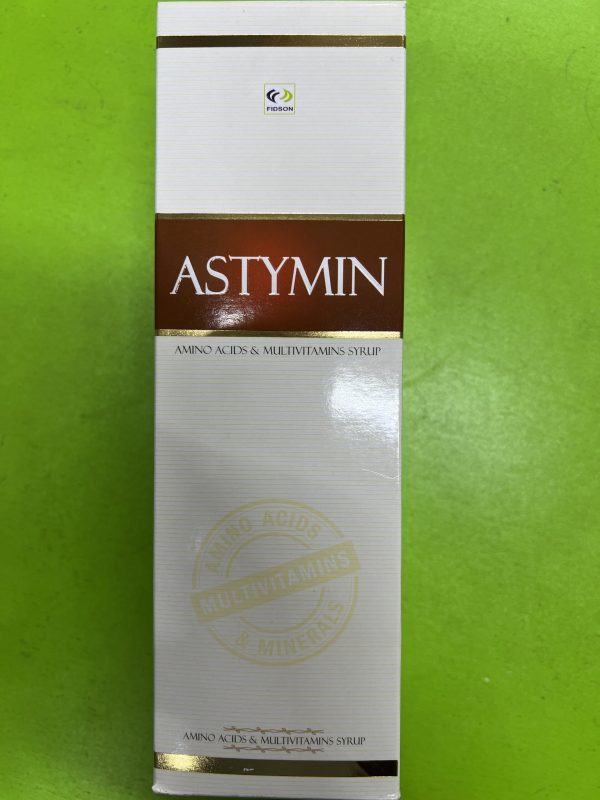 FIDSON
ASTYMIN
AMINO ACIDS & MULTIVITAMINS SYRUP
AMINO ACIDS
MULTIVITAMINS
& MINERALS
AMINO ACIDS & MULTIVITAMINS SYRUP